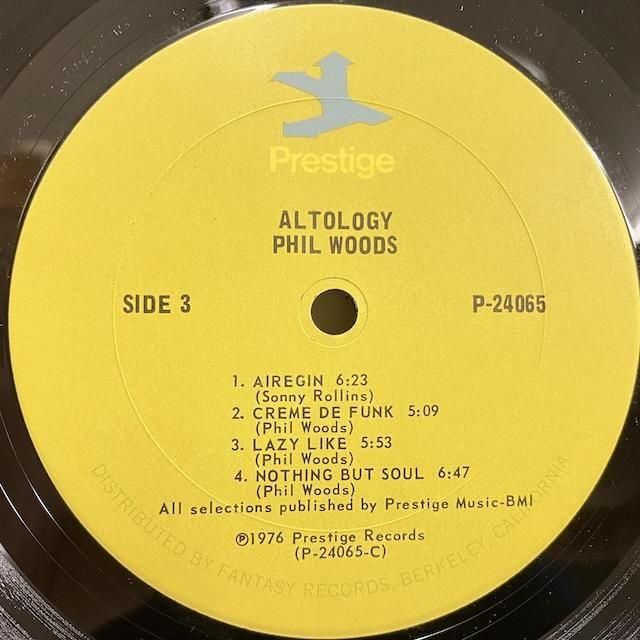 Prestige
ALTOLOGY
PHIL WOODS
SIDE 3
P-24065
1. AIREGIN 6:23
(Sonny Rollins)
2. CREME DE FUNK 5:09
(Phil Woods)
3. LAZY LIKE 5:53
(Phil Woods)
4. NOTHING BUT SOUL 6:47
(Phil Woods)
All selections published by Prestige Music-BMI
℗1976 Prestige Records
(P-24065-C)
DISTRIBUTED BY FANTASY RECORDS, BERKELEY, CALIFORNIA